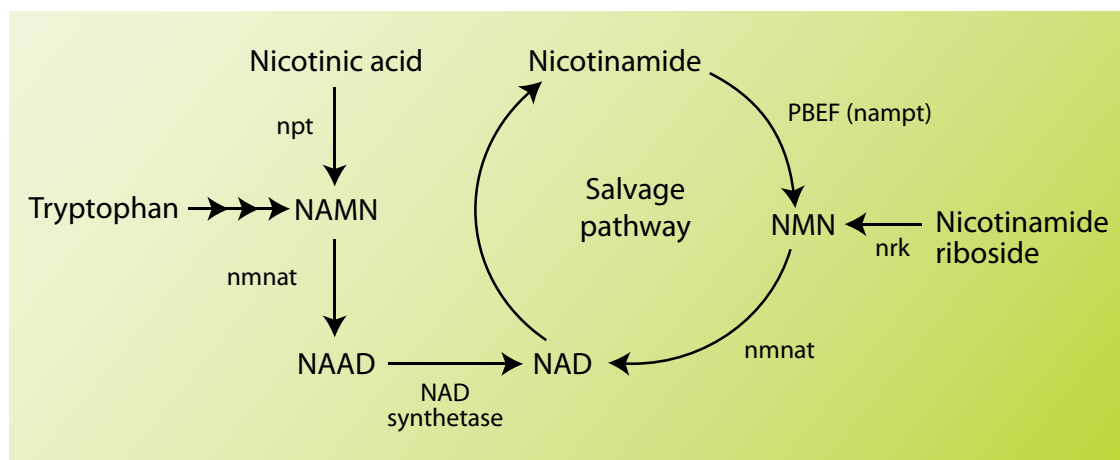 Nicotinic acid
Nicotinamide
npt
PBEF (nampt)
Tryptophan
NAMN
Salvage
pathway
NMN
nrk
Nicotinamide
riboside
nmnat
NAAD
NAD
synthetase
NAD
nmnat